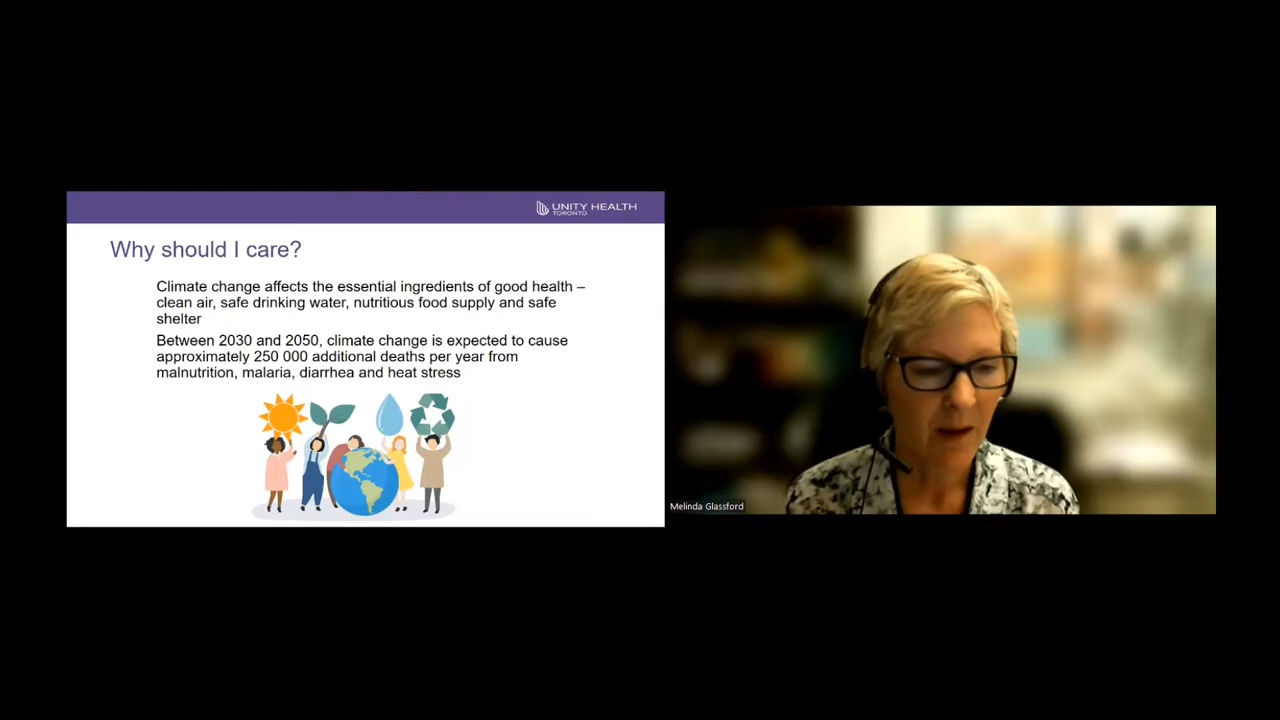 UNITY HEALTH
TORONTO
Why should I care?
Climate change affects the essential ingredients of good health –
clean air, safe drinking water, nutritious food supply and safe
shelter
Between 2030 and 2050, climate change is expected to cause
approximately 250 000 additional deaths per year from
malnutrition, malaria, diarrhea and heat stress
Melinda Glassford